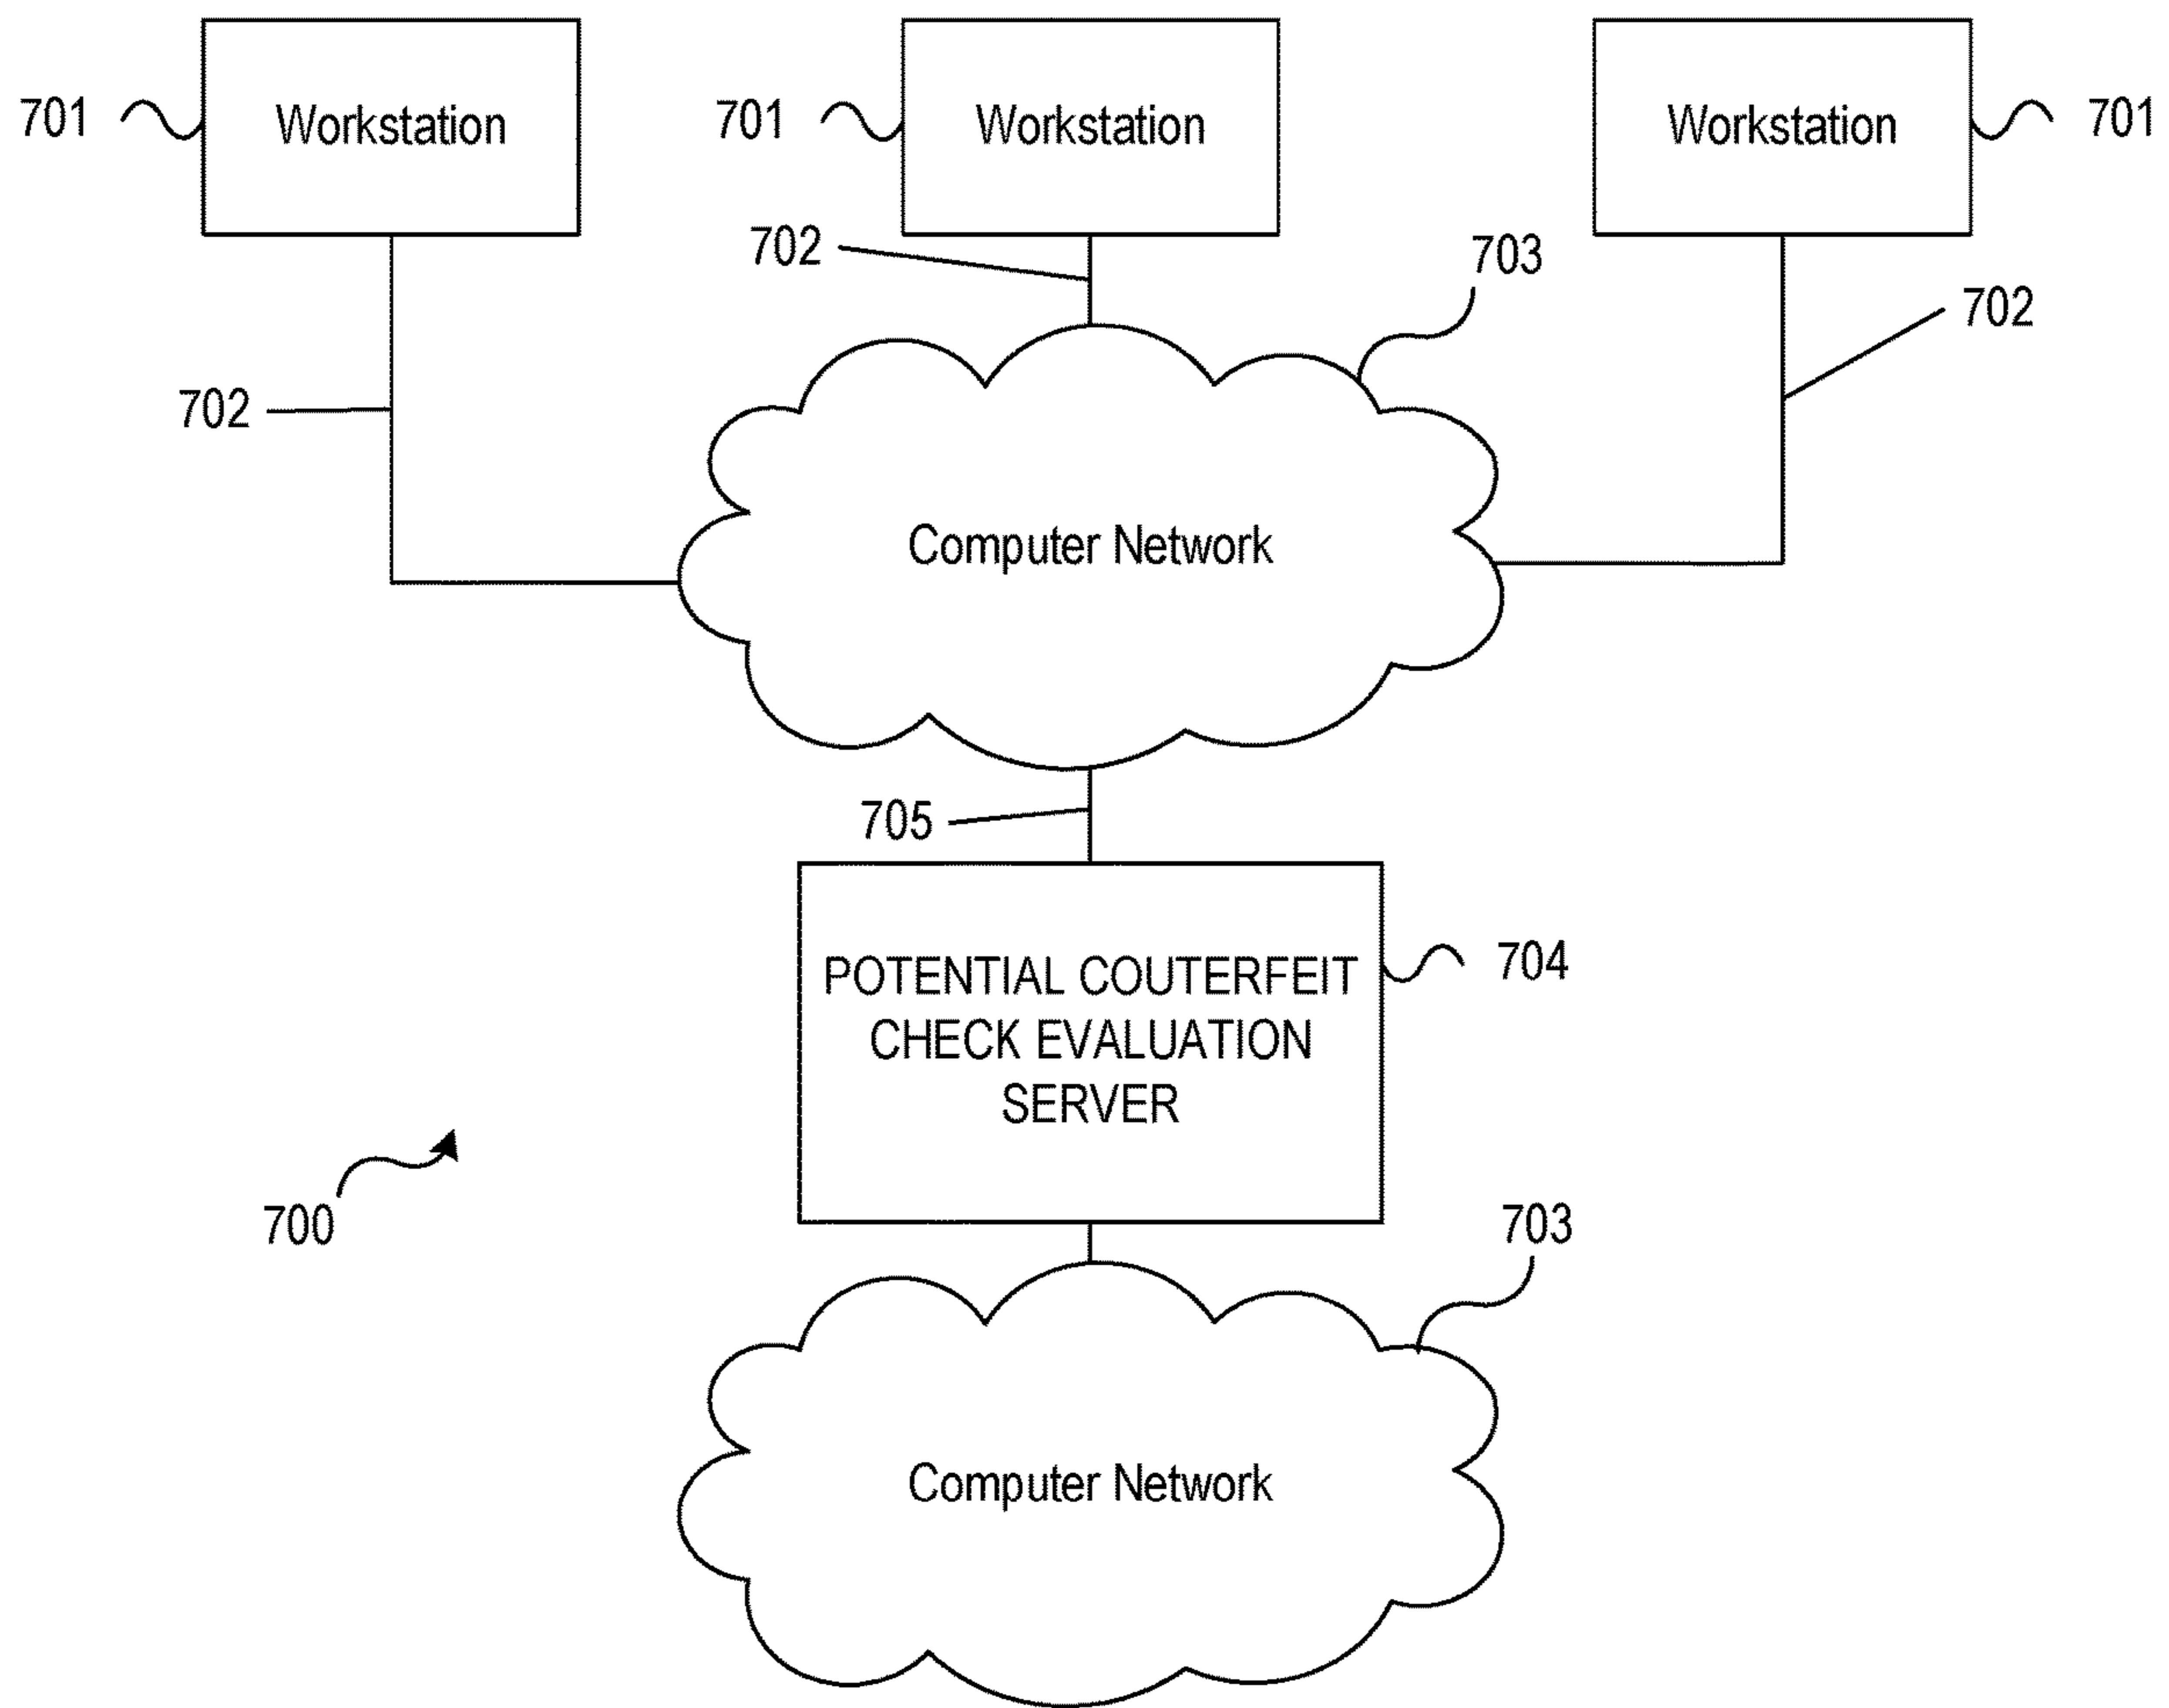 701
Workstation
701
Workstation
Workstation
701
702
703
702
702
Computer Network
705
POTENTIAL COUTERFEIT
CHECK EVALUATION
SERVER
704
700
703
Computer Network